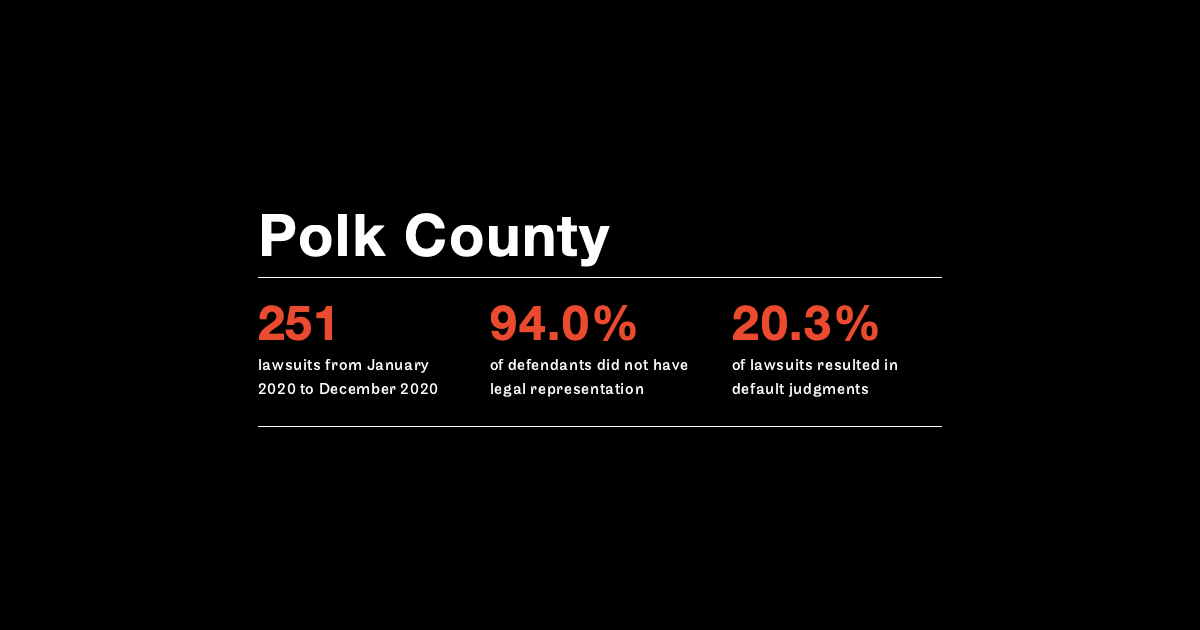 Polk County
251
lawsuits from January
2020 to December 2020
94.0%
of defendants did not have
legal representation
20.3%
of lawsuits resulted in
default judgments